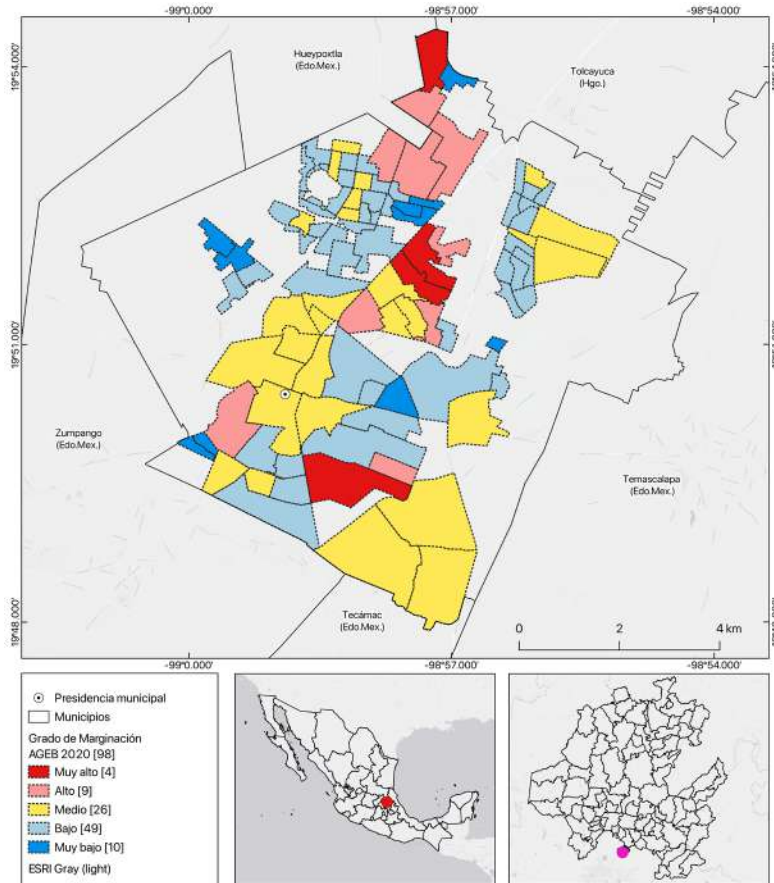 -99°0.000'
-98°57.000'
-98°54.000'
19°54.000'
Hueypoxtla
(Edo.Mex.)
Tolcayuca
(Hgo.)
19°51.000'
Zumpango
(Edo.Mex.)
Temascalapa
(Edo.Mex.)
19°48.000'
Tecámac
(Edo.Mex.)
0
2
4 km
-99°0.000'
-98°57.000'
-98°54.000'
Presidencia municipal
Municipios
Grado de Marginación
AGEB 2020 [98]
Muy alto [4]
Alto [9]
Medio [26]
Bajo [49]
Muy bajo [10]
ESRI Gray (light)